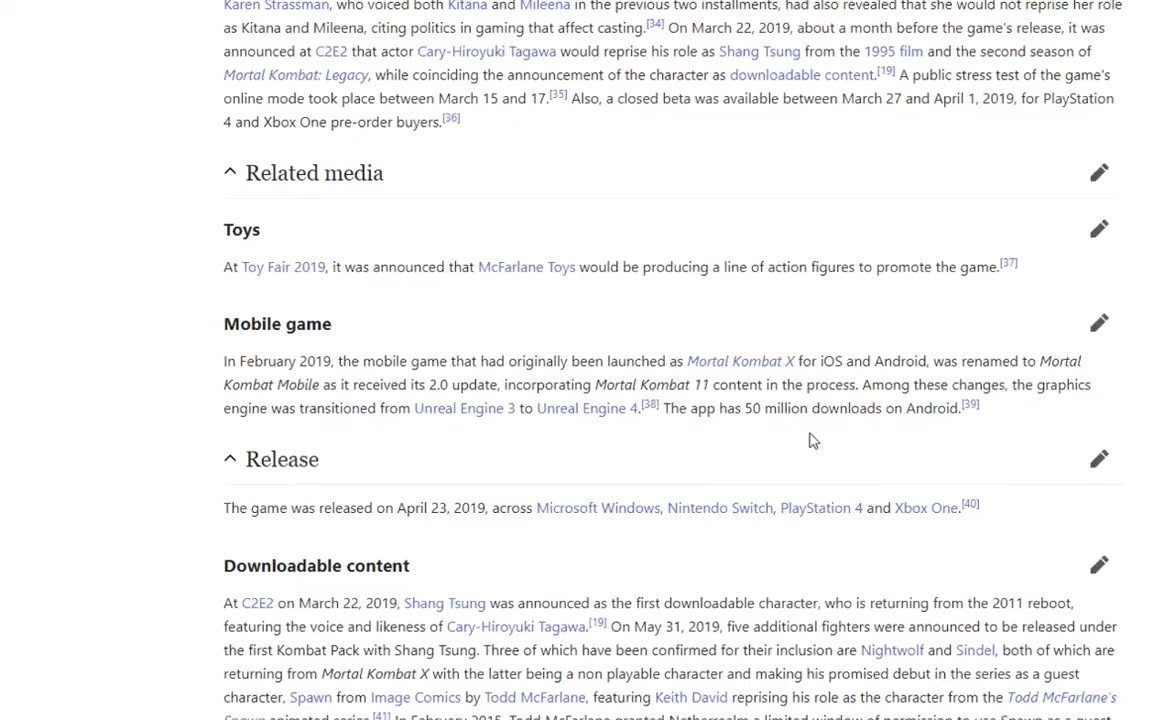 Karen Strassman, who voiced both Kitana and Mileena in the previous two installments, had also revealed that she would not reprise her role
as Kitana and Mileena, citing politics in gaming that affect casting.[34] On March 22, 2019, about a month before the game's release, it was
announced at C2E2 that actor Cary-Hiroyuki Tagawa would reprise his role as Shang Tsung from the 1995 film and the second season of
Mortal Kombat: Legacy, while coinciding the announcement of the character as downloadable content.[19] A public stress test of the game's
online mode took place between March 15 and 17.[35] Also, a closed beta was available between March 27 and April 1, 2019, for PlayStation
4 and Xbox One pre-order buyers.[36]
Related media
Toys
At Toy Fair 2019, it was announced that McFarlane Toys would be producing a line of action figures to promote the game.[37]
Mobile game
In February 2019, the mobile game that had originally been launched as Mortal Kombat X for iOS and Android, was renamed to Mortal
Kombat Mobile as it received its 2.0 update, incorporating Mortal Kombat 11 content in the process. Among these changes, the graphics
engine was transitioned from Unreal Engine 3 to Unreal Engine 4.[38] The app has 50 million downloads on Android.[39]
Release
The game was released on April 23, 2019, across Microsoft Windows, Nintendo Switch, PlayStation 4 and Xbox One.[40]
Downloadable content
At C2E2 on March 22, 2019, Shang Tsung was announced as the first downloadable character, who is returning from the 2011 reboot,
featuring the voice and likeness of Cary-Hiroyuki Tagawa.[19] On May 31, 2019, five additional fighters were announced to be released under
the first Kombat Pack with Shang Tsung. Three of which have been confirmed for their inclusion are Nightwolf and Sindel, both of which are
returning from Mortal Kombat X with the latter being a non playable character and making his promised debut in the series as a guest
character, Spawn from Image Comics by Todd McFarlane, featuring Keith David reprising his role as the character from the Todd McFarlane's
Spawn animated series.[41] In February 2015, Todd McFarlane granted Netherrealm a limited window of permission to use Spawn as a guest